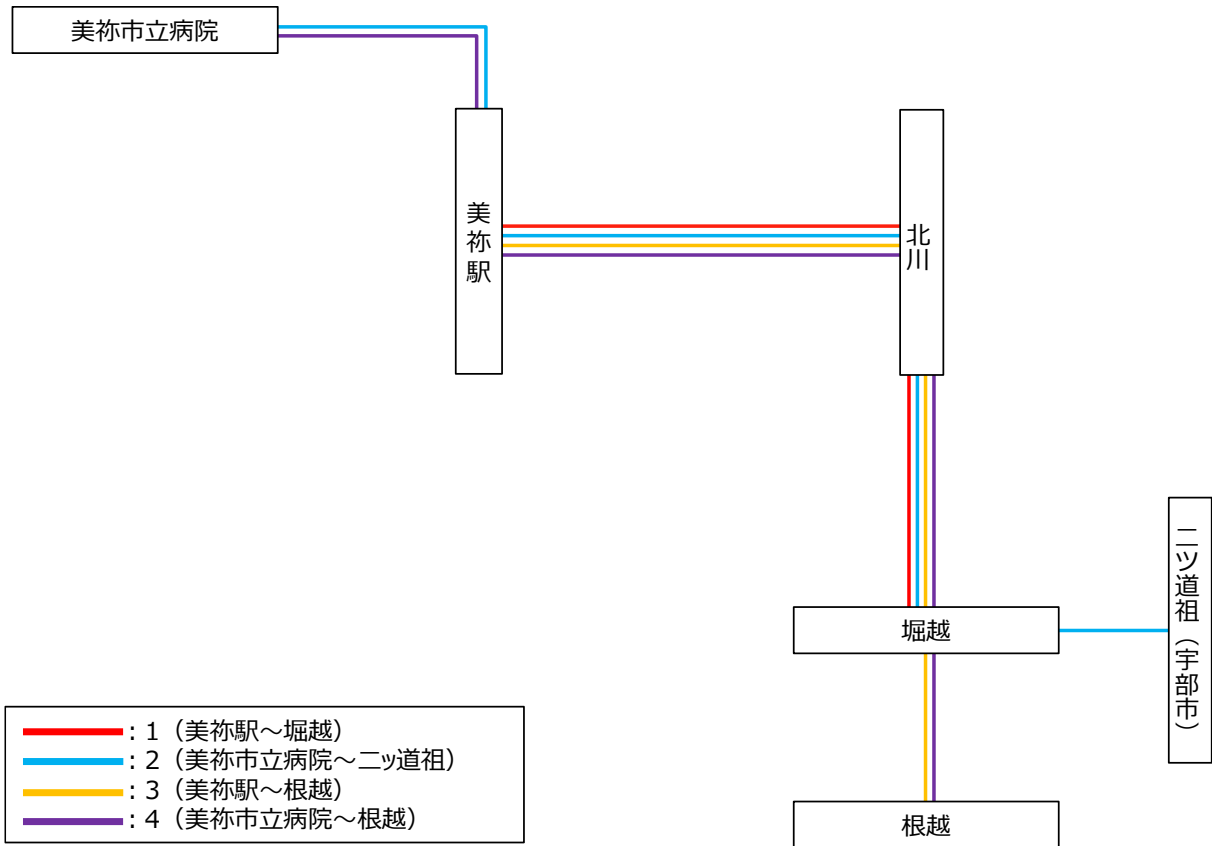 美祢市立病院
美祢駅
北川
堀越
二ツ道祖（宇部市）
根越
：1（美祢駅～堀越）
：2（美祢市立病院～二ッ道祖）
：3（美祢駅～根越）
：4（美祢市立病院～根越）